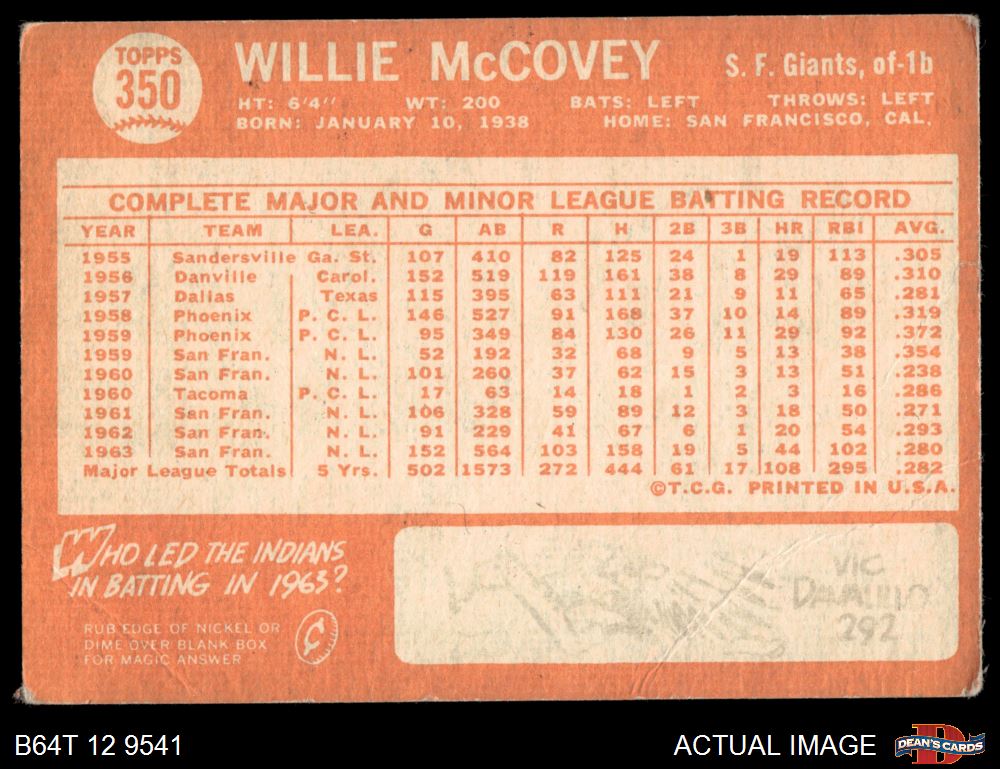 TOPPS
350
WILLIE McCOVEY
S. F. Giants, of-1b
HT: 6'4" WT: 200 BATS: LEFT THROWS: LEFT
BORN: JANUARY 10, 1938 HOME: SAN FRANCISCO, CAL.
COMPLETE MAJOR AND MINOR LEAGUE BATTING RECORD
YEAR TEAM LEA. G AB R H 2B 3B HR RBI AVG.
1955 Sandersville Ga. St. 107 410 82 125 24 1 19 113 .305
1956 Danville Carol. 152 519 119 161 38 8 29 89 .310
1957 Dallas Texas 115 395 63 111 21 9 11 65 .281
1958 Phoenix P. C. L. 146 527 91 168 37 10 14 89 .319
1959 Phoenix P. C. L. 95 349 84 130 26 11 29 92 .372
1959 San Fran. N. L. 52 192 32 68 9 5 13 38 .354
1960 San Fran. N. L. 101 260 37 62 15 3 13 51 .238
1960 Tacoma P. C. L. 17 63 14 18 1 2 3 16 .286
1961 San Fran. N. L. 106 328 59 89 12 3 18 50 .271
1962 San Fran. N. L. 91 229 41 67 6 1 20 54 .293
1963 San Fran. N. L. 152 564 103 158 19 5 44 102 .280
Major League Totals 5 Yrs. 502 1573 272 444 61 17 108 295 .282
©T.C.G. PRINTED IN U.S.A.
WHO LED THE INDIANS
IN BATTING IN 1963?
RUB EDGE OF NICKEL OR
DIME OVER BLANK BOX
FOR MAGIC ANSWER
VIC
292
B64T 12 9541
ACTUAL IMAGE
DEAN'S CARDS